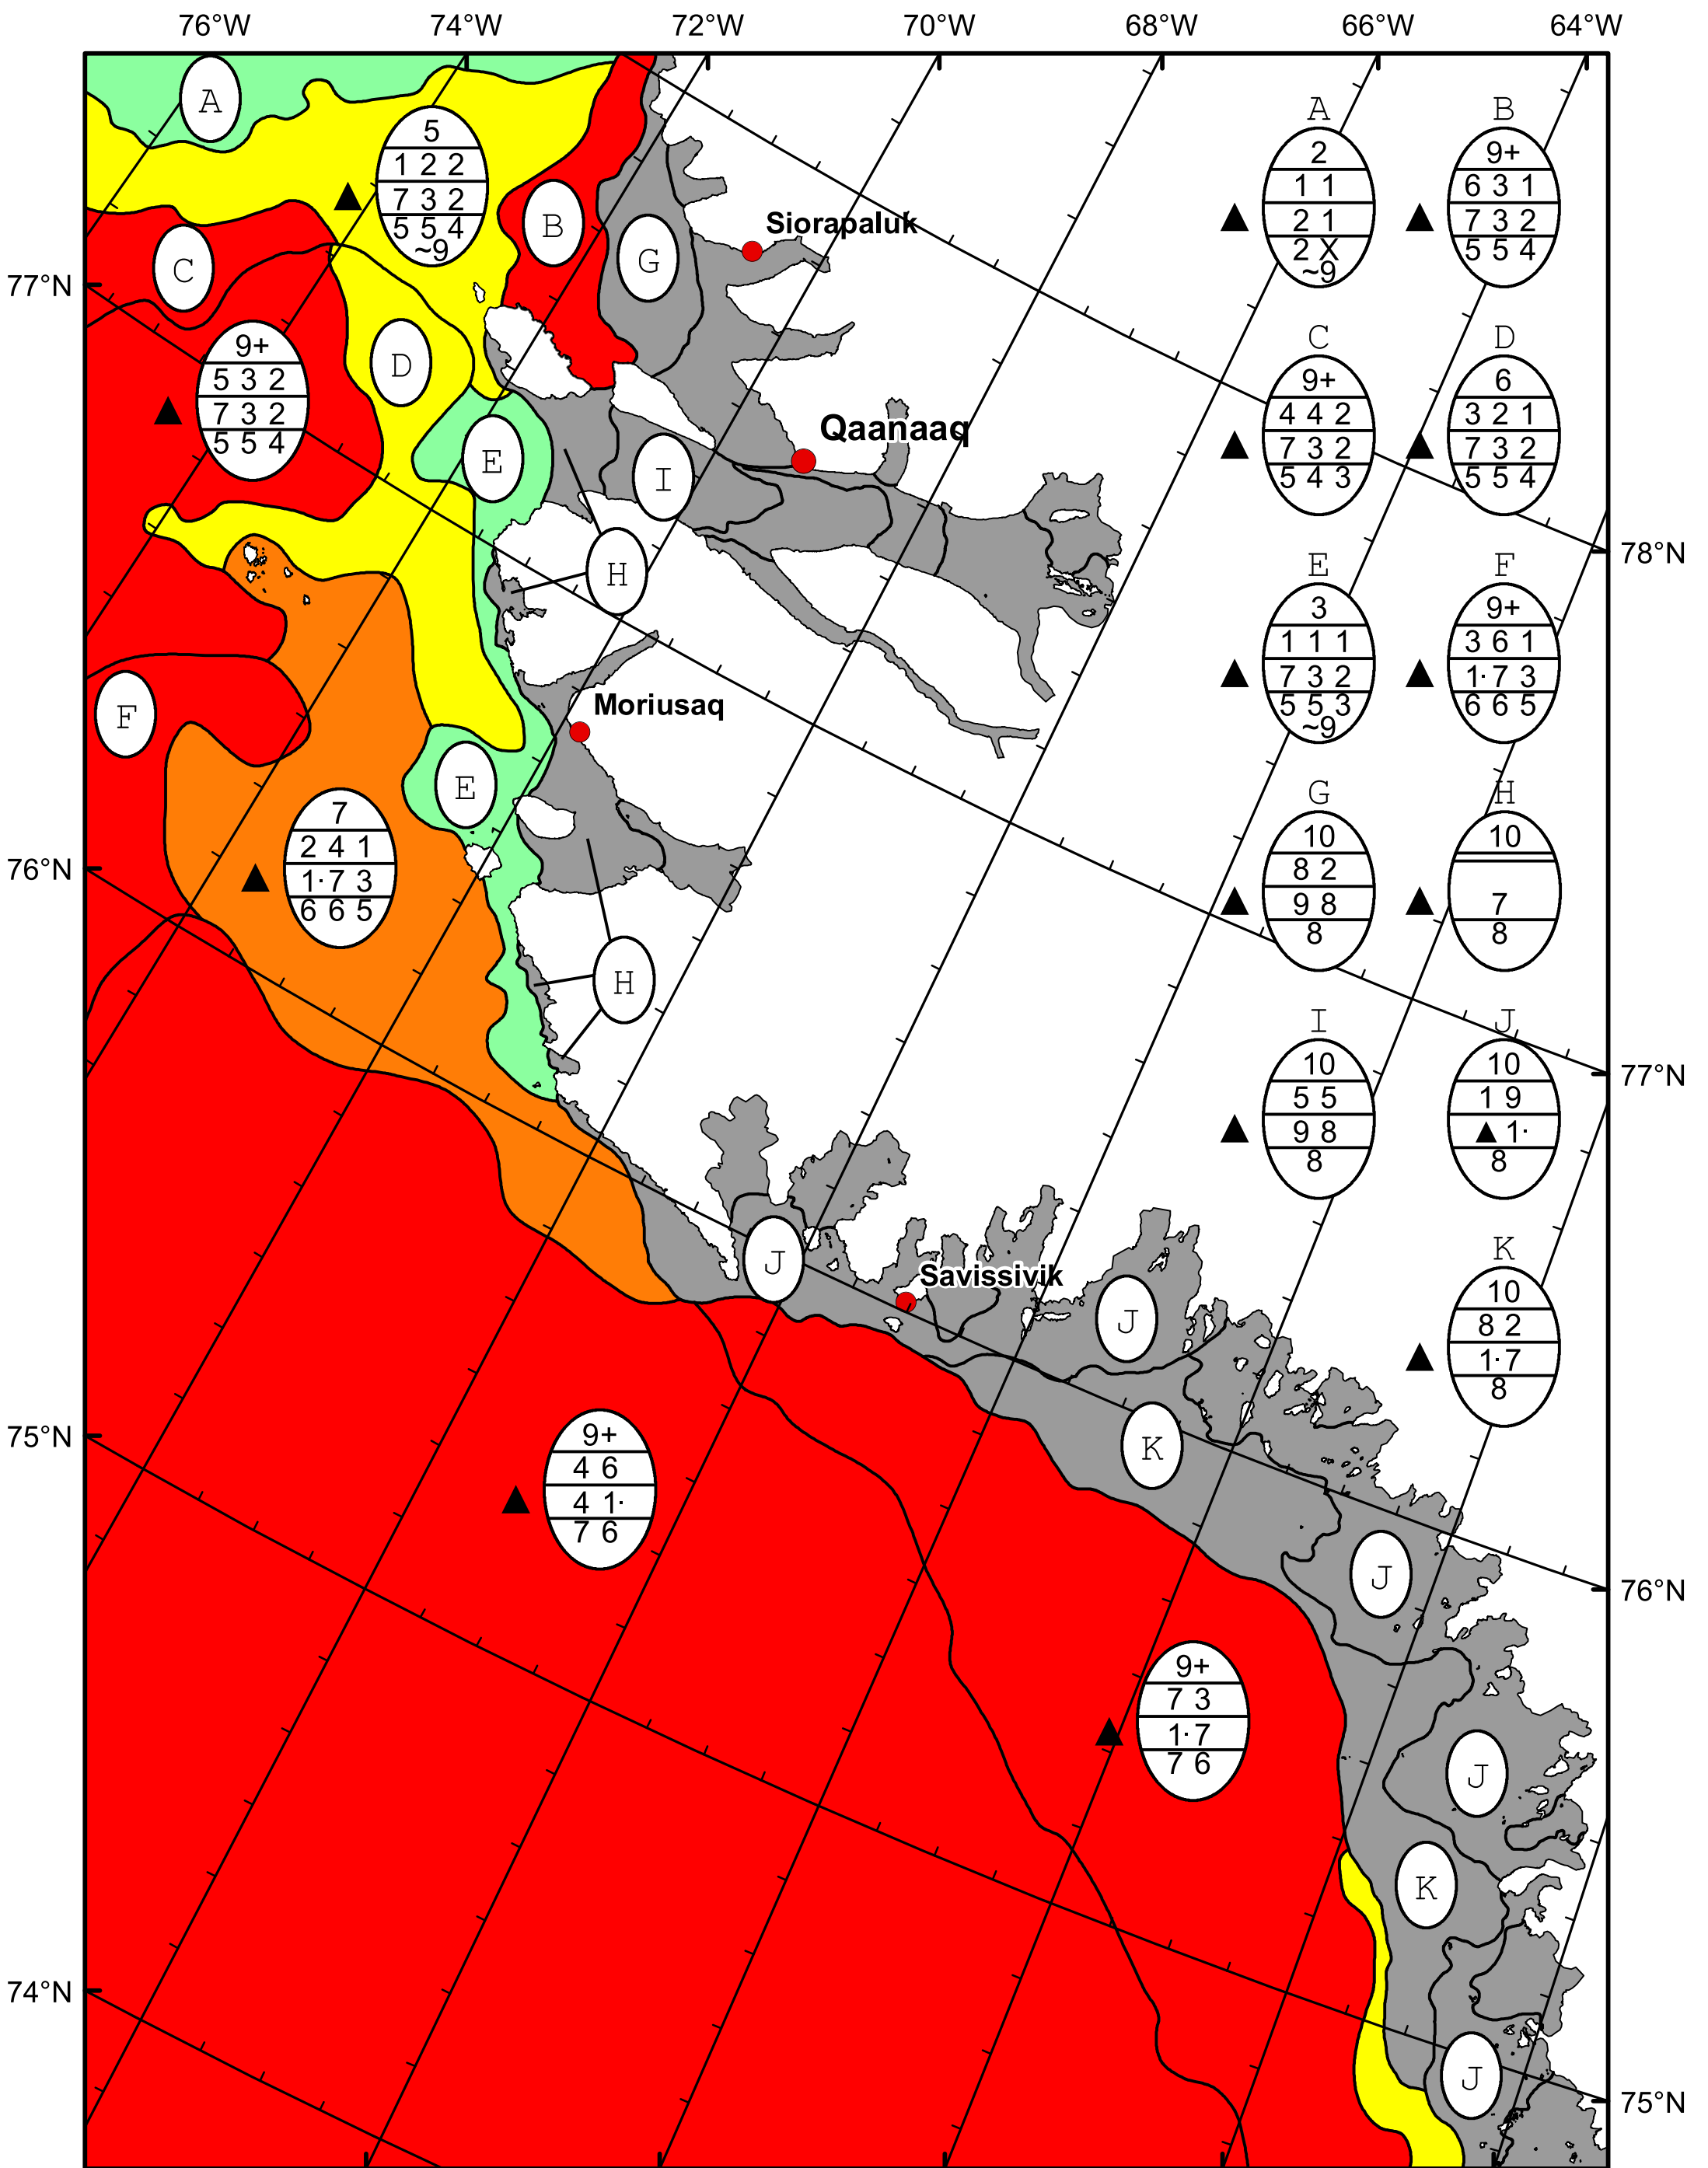 76°W 74°W 72°W 70°W 68°W 66°W 64°W
A
5
1 2 2
7 3 2
5 5 4
~9
B
G
Siorapaluk
C
77°N
9+
5 3 2
7 3 2
5 5 4
D
E
I
Qaanaaq
H
F
Moriusaq
E
7
2 4 1
1· 7 3
6 6 5
76°N
H
J
Savissivik
J
75°N
9+
4 6
4 1·
7 6
K
J
9+
7 3
1· 7
7 6
J
K
74°N
J
A
2
1 1
2 1
2 X
~9
B
9+
6 3 1
7 3 2
5 5 4
C
9+
4 4 2
7 3 2
5 4 3
D
6
3 2 1
7 3 2
5 5 4
78°N
E
3
1 1 1
7 3 2
5 5 3
~9
F
9+
3 6 1
1· 7 3
6 6 5
G
10
8 2
9 8
8
H
10
7
8
I
10
5 5
9 8
8
J
10
1 9
▲ 1·
8
77°N
K
10
8 2
1· 7
8
76°N
75°N